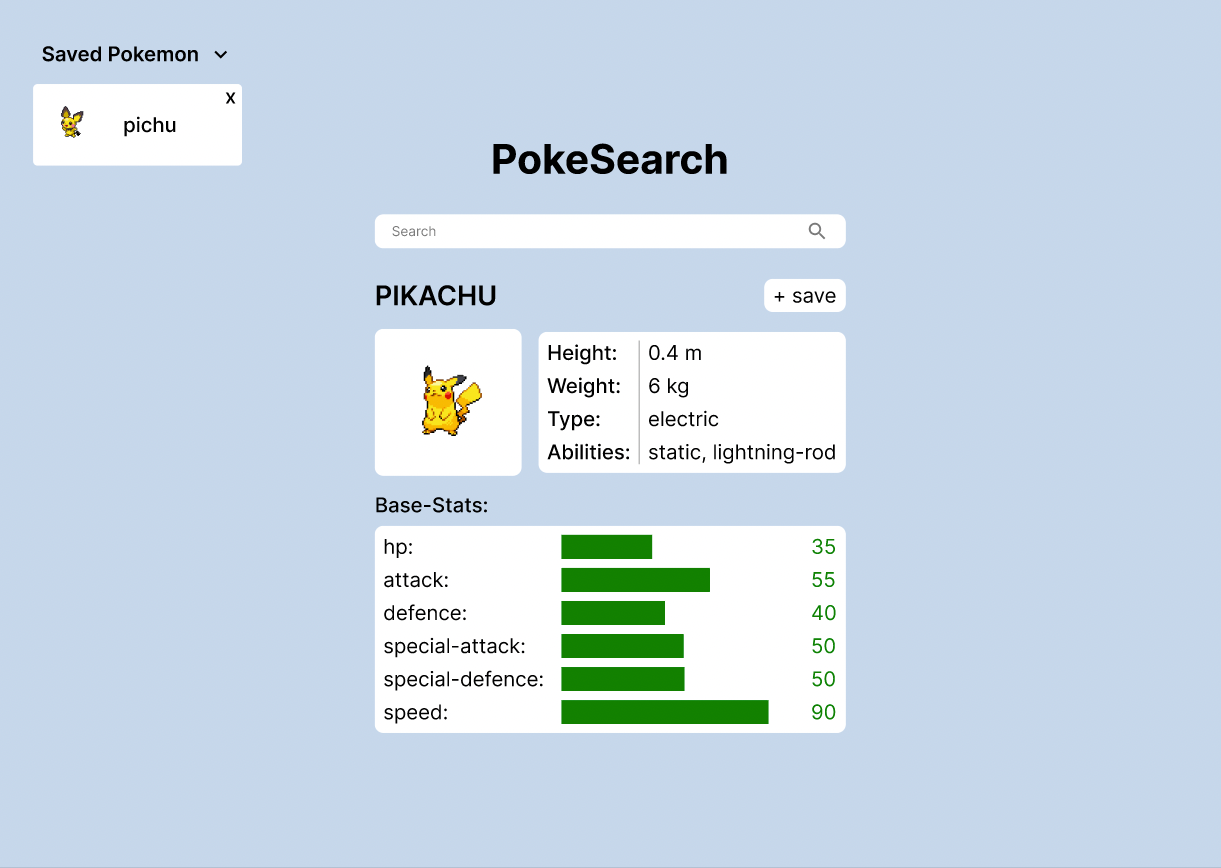 Saved Pokemon
X
pichu
PokeSearch
Search
PIKACHU
+ save
Height: 0.4 m
Weight: 6 kg
Type: electric
Abilities: static, lightning-rod
Base-Stats:
hp: 35
attack: 55
defence: 40
special-attack: 50
special-defence: 50
speed: 90